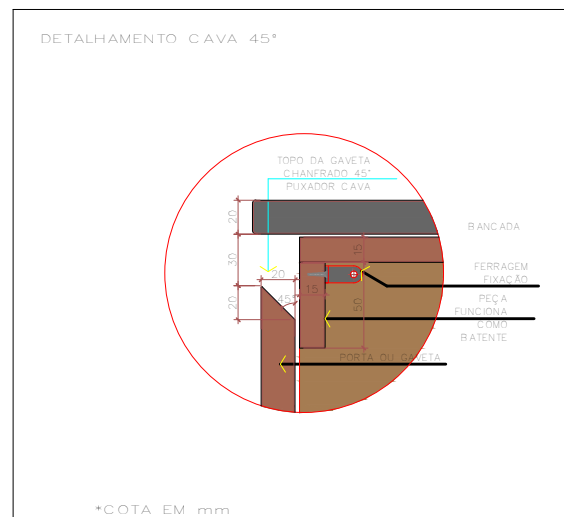 DETALHAMENTO CAVA 45°
TOPO DA GAVETA
CHANFRADO 45°
PUXADOR CAVA
20
BANCADA
30
15
20
FERRAGEM
FIXAÇÃO
15
45°
20
50
PEÇA
FUNCIONA
COMO
BATENTE
PORTA OU GAVETA
*COTA EM mm